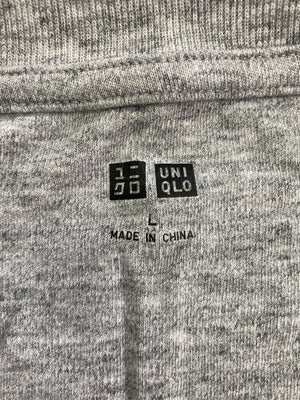 ユニ UNI
クロ QLO
L
MADE IN CHINA